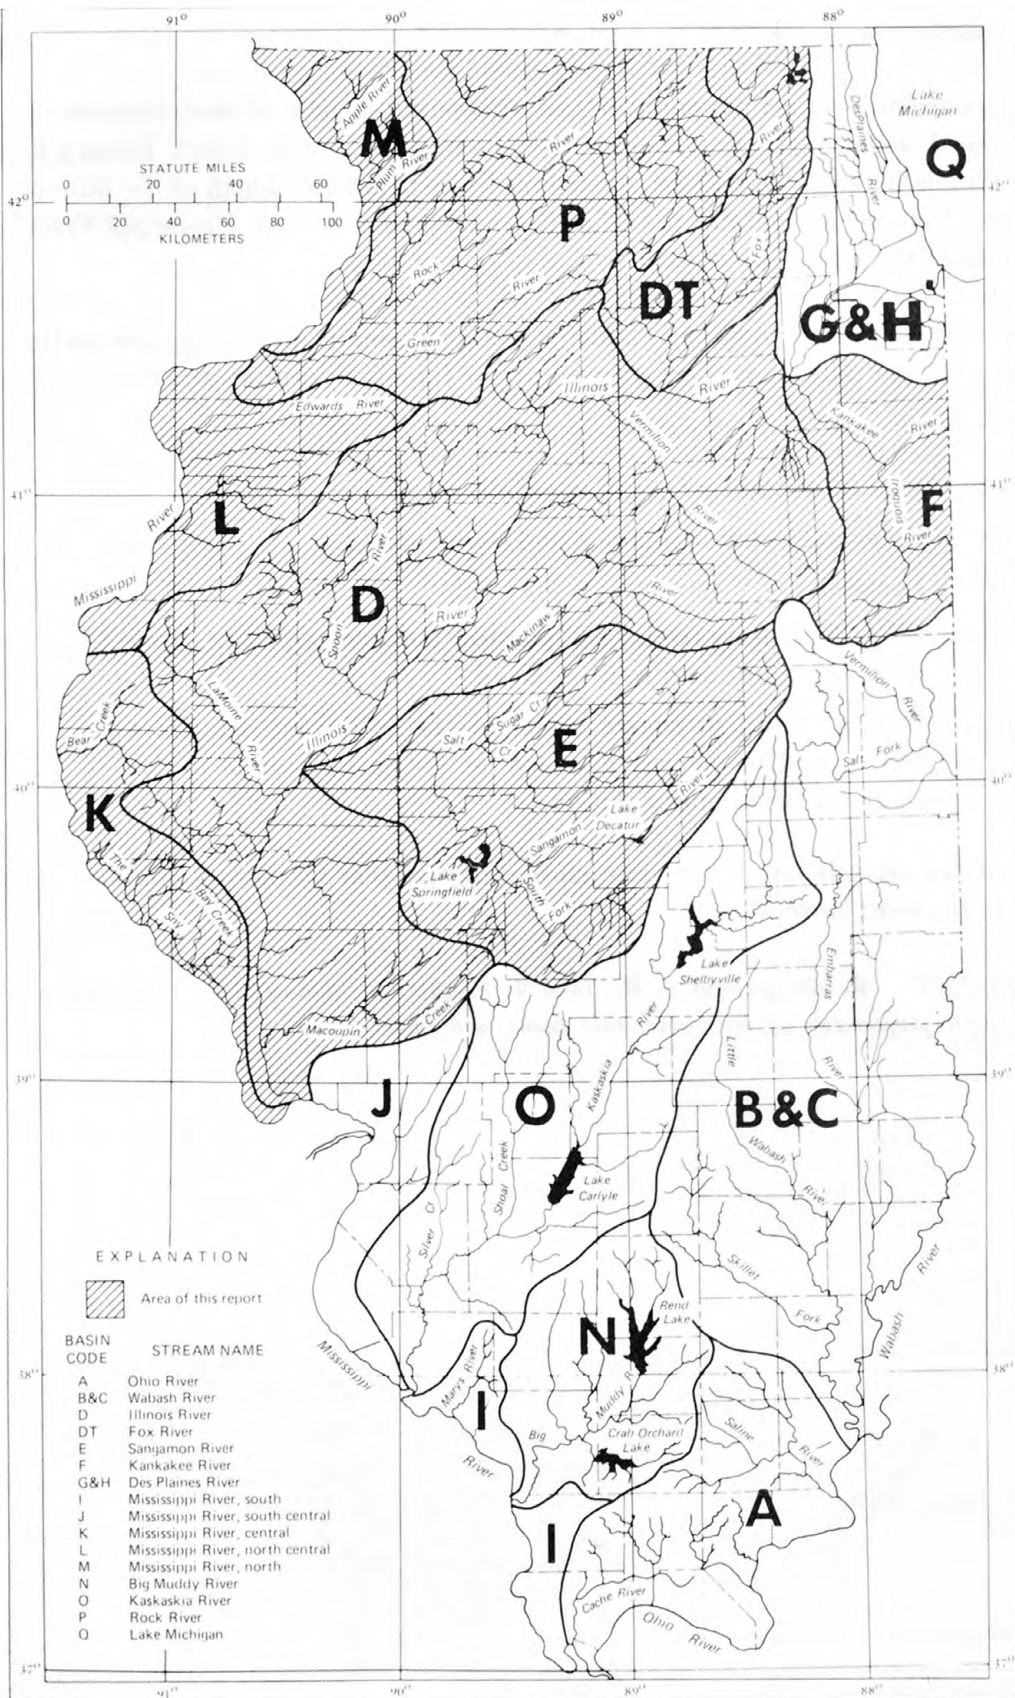 91° 90° 89° 88°
Lake
Michigan
Q
DesPlaines
River
Apple River
M
Plum River
River
River
STATUTE MILES
0 20 40 60
42° 42°
0 20 40 60 80 100
KILOMETERS
P
Fox
Rock
River
DT
G&H
Green
Illinois River
Edwards River
Vermilion
River
Kankakee River
41° 41°
Iroquois
River
F
L
River
Mississippi
D
Spoon
River
River
Mackinaw
River
LaMoine
River
Bear Creek
Illinois
Sugar Cr
Salt
Cr
E
Vermilion
River
Salt Fork
40° 40°
K
Lake
Decatur
Sangamon
River
The
Sny
Bay Creek
Lake
Springfield
South
Fork
Lake
Shelbyville
Embarras
River
Macoupin Creek
Kaskaskia
River
Little
Wabash
River
39° 39°
J
O
B&C
Shoal Creek
Lake
Carlyle
Silver Cr
Skillet
Fork
Wabash
River
Rend
Lake
N
EXPLANATION
Area of this report
BASIN
CODE STREAM NAME
A Ohio River
B&C Wabash River
D Illinois River
DT Fox River
E Sangamon River
F Kankakee River
G&H Des Plaines River
I Mississippi River, south
J Mississippi River, south central
K Mississippi River, central
L Mississippi River, north central
M Mississippi River, north
N Big Muddy River
O Kaskaskia River
P Rock River
Q Lake Michigan
Mississippi
River
38° 38°
Marys River
I
Big
Muddy R
Crab Orchard
Lake
Saline
River
A
I
Cache River
Ohio River
37° 37°
91° 90° 89° 88°